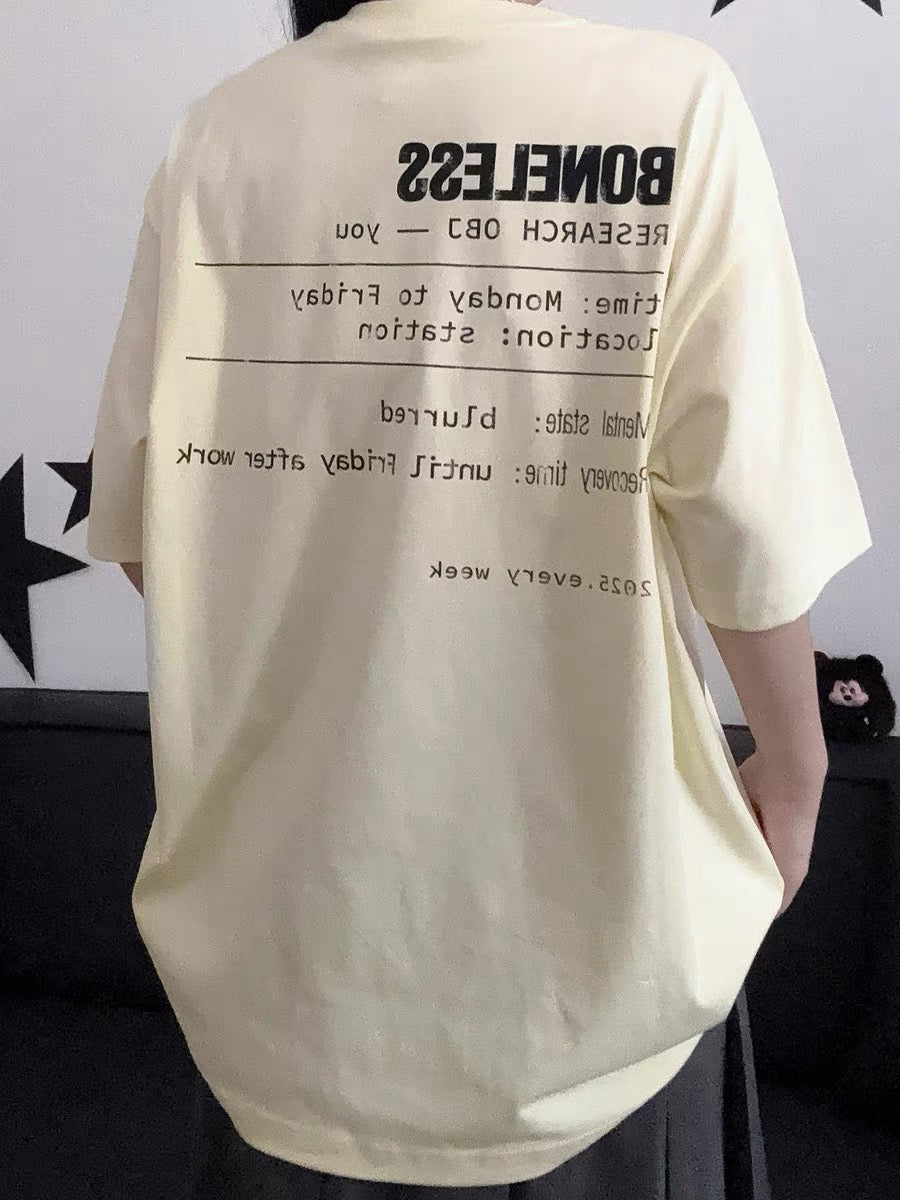 BONELESS
RESEARCH OBJ — you
time: Monday to Friday
location: station
Mental state: blurred
Recovery time: until Friday after work
2025.every week